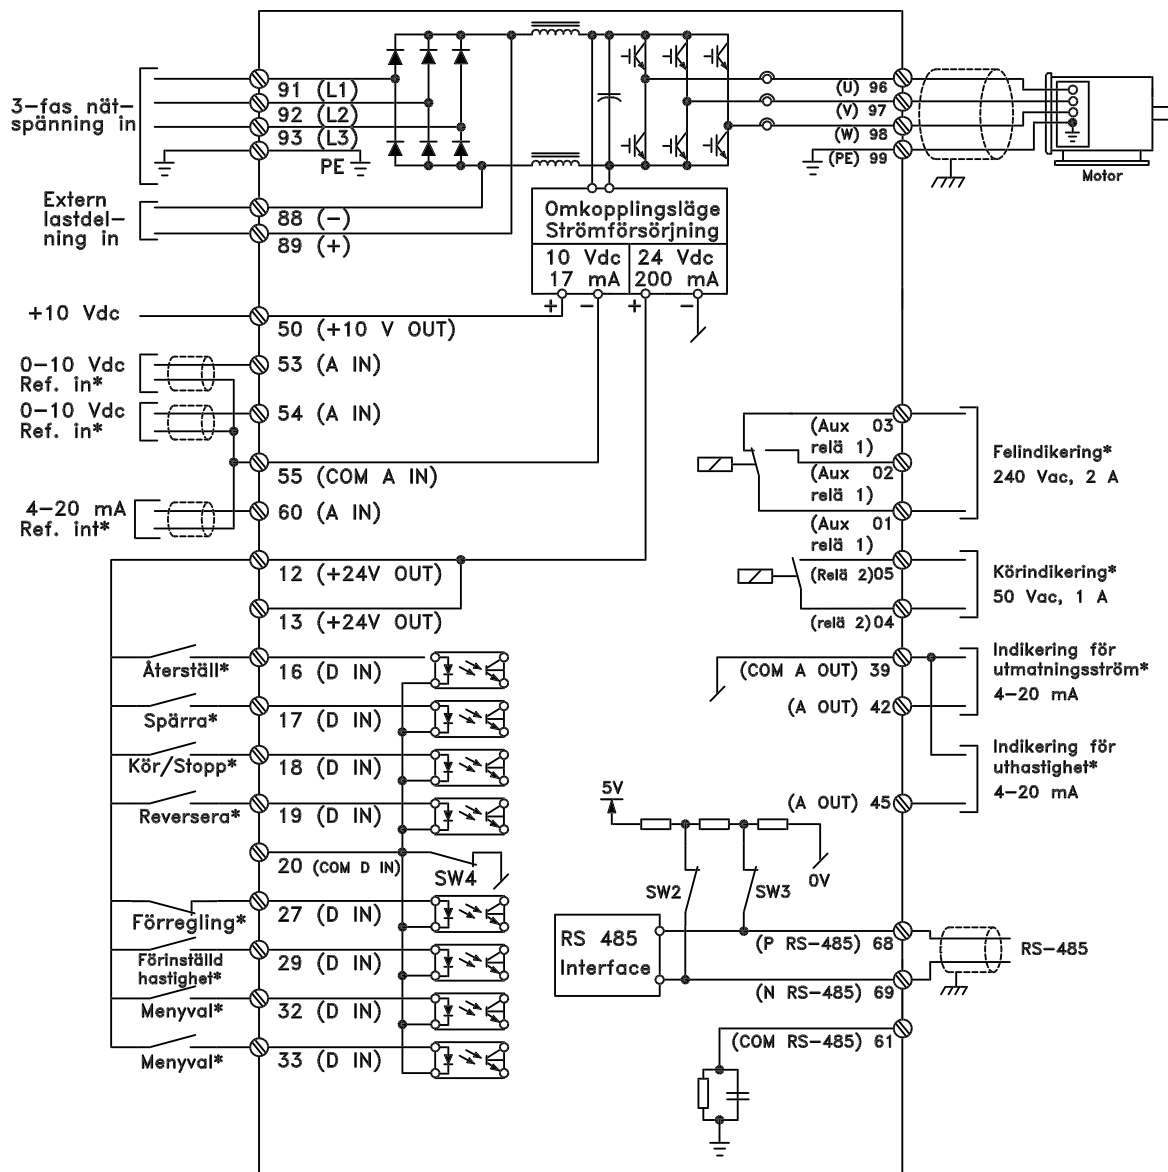 3-fas nät-
spänning in
91 (L1)
92 (L2)
93 (L3)
PE
Extern
lastdel-
ning in
88 (-)
89 (+)
Omkopplingsläge
Strömförsörjning
10 Vdc
17 mA
24 Vdc
200 mA
+ - + -
(U) 96
(V) 97
(W) 98
(PE) 99
Motor
+10 Vdc
50 (+10 V OUT)
0-10 Vdc
Ref. in*
53 (A IN)
0-10 Vdc
Ref. in*
54 (A IN)
55 (COM A IN)
4-20 mA
Ref. int*
60 (A IN)
12 (+24V OUT)
13 (+24V OUT)
Återställ*
16 (D IN)
Spärra*
17 (D IN)
Kör/Stopp*
18 (D IN)
Reversera*
19 (D IN)
20 (COM D IN)
SW4
Förregling*
27 (D IN)
Förinställd
hastighet*
29 (D IN)
Menyval*
32 (D IN)
Menyval*
33 (D IN)
(Aux 03
relä 1)
(Aux 02
relä 1)
(Aux 01
relä 1)
Felindikering*
240 Vac, 2 A
(Relä 2)05
(relä 2)04
Körindikering*
50 Vac, 1 A
(COM A OUT) 39
(A OUT) 42
Indikering för
utmatningsström*
4-20 mA
(A OUT) 45
Indikering för
uthastighet*
4-20 mA
5V
0V
SW2
SW3
RS 485
Interface
(P RS-485) 68
(N RS-485) 69
RS-485
(COM RS-485) 61